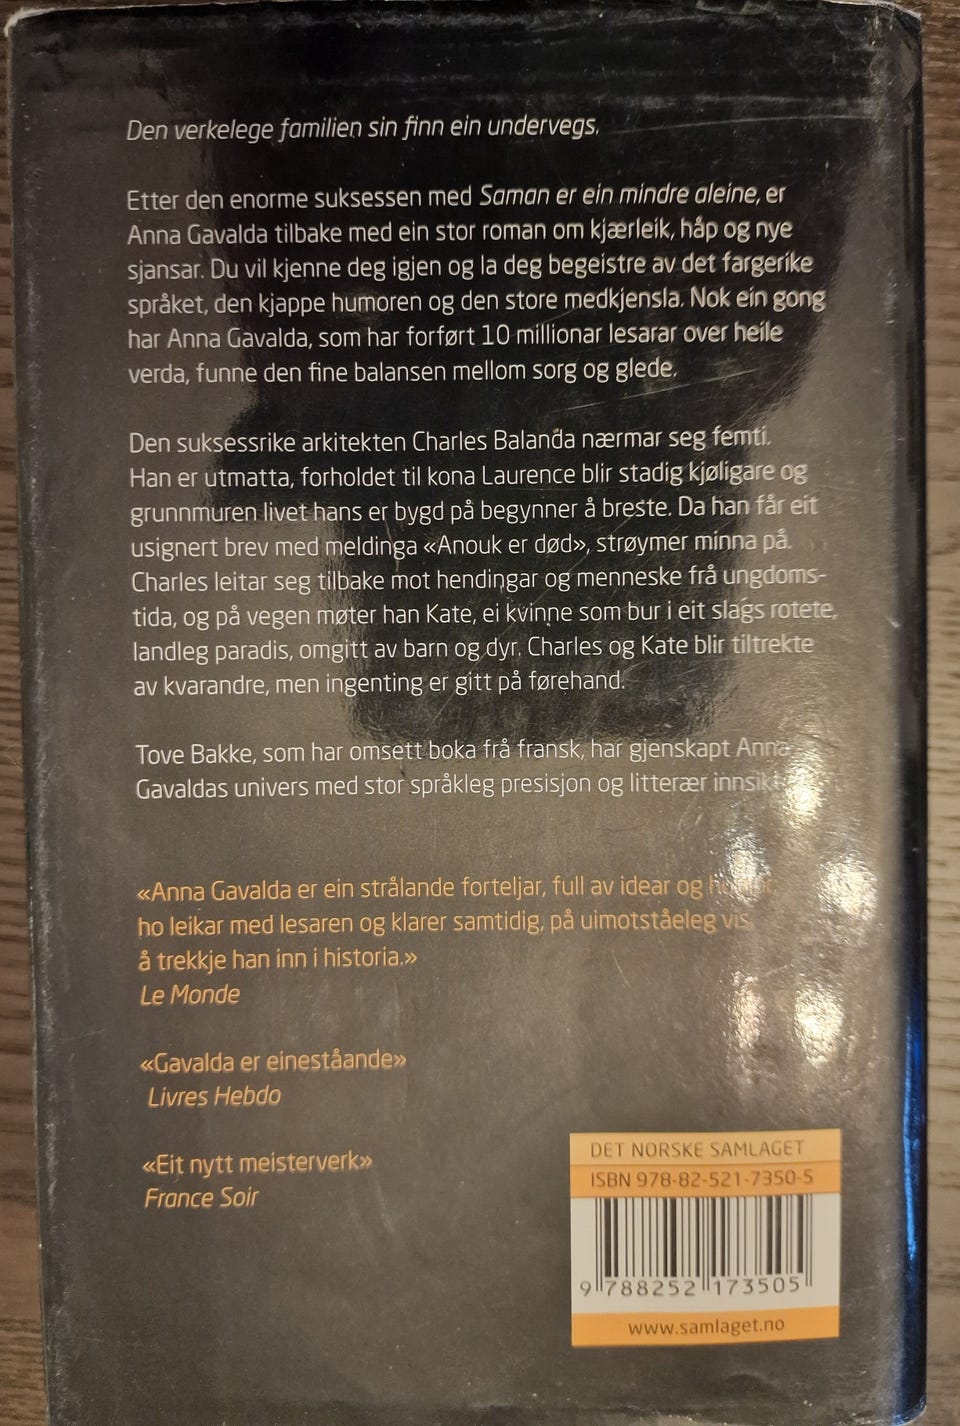 Den verkelege familien sin finn ein undervegs.
Etter den enorme suksessen med Saman er ein mindre aleine, er
Anna Gavalda tilbake med ein stor roman om kjærleik, håp og nye
sjansar. Du vil kjenne deg igjen og la deg begeistre av det fargerike
språket, den kjappe humoren og den store medkjensla. Nok ein gong
har Anna Gavalda, som har forført 10 millionar lesarar over heile
verda, funne den fine balansen mellom sorg og glede.
Den suksessrike arkitekten Charles Balanda nærmar seg femti.
Han er utmatta, forholdet til kona Laurence blir stadig kjøligare og
grunnmuren livet hans er bygd på begynner å breste. Da han får eit
usignert brev med meldinga «Anouk er død», strøymer minna på.
Charles leitar seg tilbake mot hendingar og menneske frå ungdoms-
tida, og på vegen møter han Kate, ei kvinne som bur i eit slags rotete,
landleg paradis, omgitt av barn og dyr. Charles og Kate blir tiltrekte
av kvarandre, men ingenting er gitt på førehand.
Tove Bakke, som har omsett boka frå fransk, har gjenskapt Anna
Gavaldas univers med stor språkleg presisjon og litterær innsikt
«Anna Gavalda er ein strålande forteljar, full av idear og
ho leikar med lesaren og klarer samtidig, på uimotståeleg vis,
å trekkje han inn i historia.»
Le Monde
«Gavalda er eineståande»
Livres Hebdo
«Eit nytt meisterverk»
France Soir
DET NORSKE SAMLAGET
ISBN 978-82-521-7350-5
9 788252 173505
www.samlaget.no